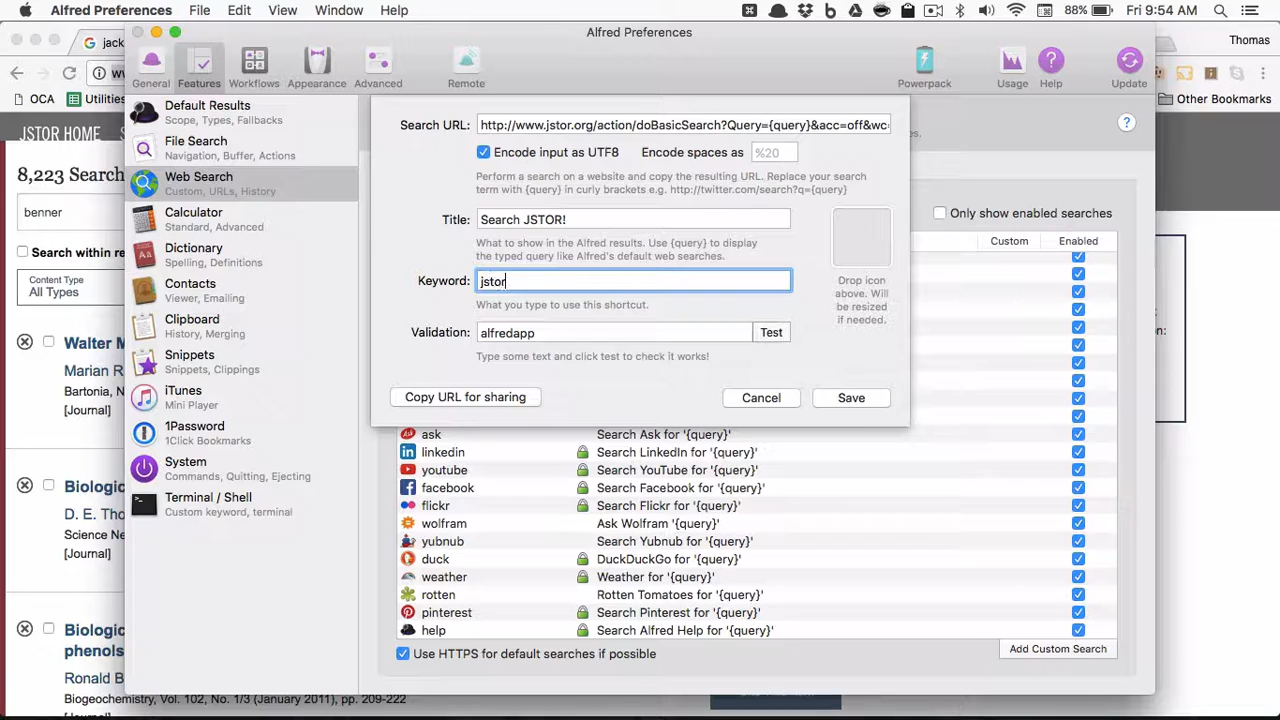 Alfred Preferences File Edit View Window Help 88% Fri 9:54 AM
Alfred Preferences
jack
Thomas
General Features Workflows Appearance Advanced Remote Powerpack Usage Help Update
OCA Utilities
Other Bookmarks
JSTOR HOME
8,223 Search
benner
Search within re
Content Type
All Types
Walter M
Marian R
Bartonia, N
[Journal]
Biologic
D. E. Tho
Science Ne
[Journal]
Biologic
phenols
Ronald B
Biogeochemistry, Vol. 102, No. 1/3 (January 2011), pp. 209-222
[Journal]
Default Results
Scope, Types, Fallbacks
File Search
Navigation, Buffer, Actions
Web Search
Custom, URLs, History
Calculator
Standard, Advanced
Dictionary
Spelling, Definitions
Contacts
Viewer, Emailing
Clipboard
History, Merging
Snippets
Snippets, Clippings
iTunes
Mini Player
1Password
1Click Bookmarks
System
Commands, Quitting, Ejecting
Terminal / Shell
Custom keyword, terminal
Search URL: http://www.jstor.org/action/doBasicSearch?Query={query}&acc=off&wc=
Encode input as UTF8 Encode spaces as %20
Perform a search on a website and copy the resulting URL. Replace your search
term with {query} in curly brackets e.g. http://twitter.com/search?q={query}
Title: Search JSTOR!
What to show in the Alfred results. Use {query} to display
the typed query like Alfred's default web searches.
Keyword: jstor
What you type to use this shortcut.
Validation: alfredapp Test
Type some text and click test to check it works!
Drop icon
above. Will
be resized
if needed.
Copy URL for sharing Cancel Save
?
Only show enabled searches
Custom Enabled
ask Search Ask for '{query}'
linkedin Search LinkedIn for '{query}'
youtube Search YouTube for '{query}'
facebook Search Facebook for '{query}'
flickr Search Flickr for '{query}'
wolfram Ask Wolfram '{query}'
yubnub Search Yubnub for '{query}'
duck DuckDuckGo for '{query}'
weather Weather for '{query}'
rotten Rotten Tomatoes for '{query}'
pinterest Search Pinterest for '{query}'
help Search Alfred Help for '{query}'
Use HTTPS for default searches if possible
Add Custom Search